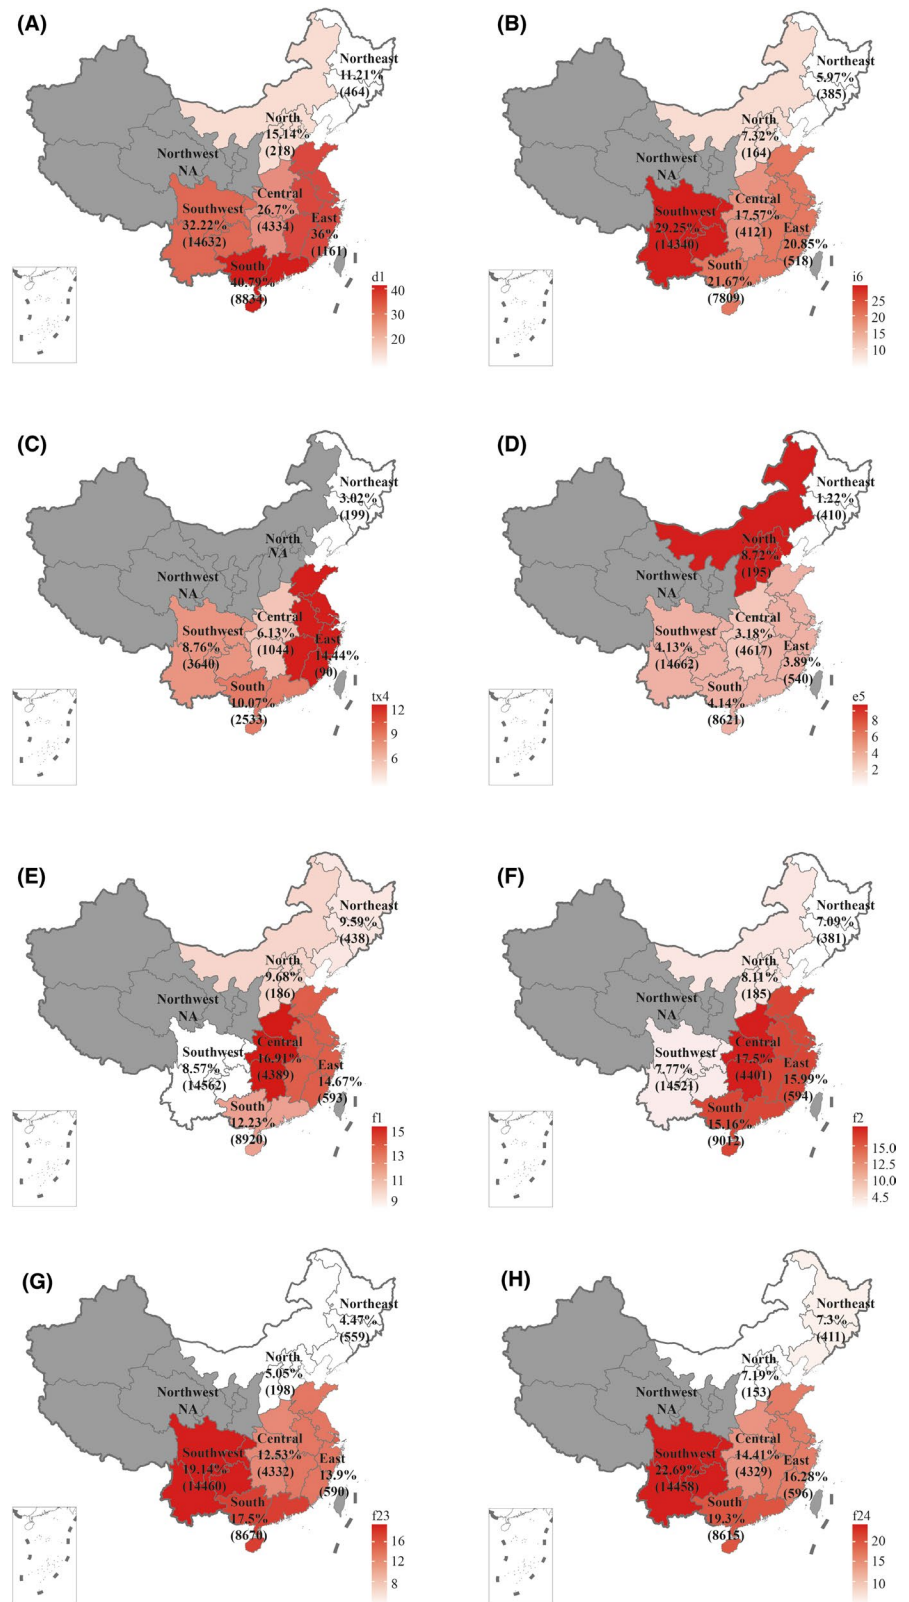 (A)
Northeast
11.21%
(464)
North
15.14%
(218)
Northwest
NA
Central
26.7%
(4334)
Southwest
32.22%
(14632)
East
36%
(1161)
South
40.79%
(8834)
d1
40
30
20
(B)
Northeast
5.97%
(385)
North
7.32%
(164)
Northwest
NA
Central
17.57%
(4121)
Southwest
29.25%
(14340)
East
20.85%
(518)
South
21.67%
(7809)
i6
25
20
15
10
(C)
Northeast
3.02%
(199)
North
NA
Northwest
NA
Central
6.13%
(1044)
Southwest
8.76%
(3640)
East
14.44%
(90)
South
10.07%
(2533)
tx4
12
9
6
(D)
Northeast
1.22%
(410)
North
8.72%
(195)
Northwest
NA
Central
3.18%
(4617)
Southwest
4.13%
(14662)
East
3.89%
(540)
South
4.14%
(8621)
e5
8
6
4
2
(E)
Northeast
9.59%
(438)
North
9.68%
(186)
Northwest
NA
Central
16.91%
(4389)
Southwest
8.57%
(14562)
East
14.67%
(593)
South
12.23%
(8920)
f1
15
13
11
9
(F)
Northeast
7.09%
(381)
North
8.11%
(185)
Northwest
NA
Central
17.5%
(4401)
Southwest
7.77%
(14521)
East
15.99%
(594)
South
15.16%
(9012)
f2
15.0
12.5
10.0
4.5
(G)
Northeast
4.47%
(559)
North
5.05%
(198)
Northwest
NA
Central
12.53%
(4332)
Southwest
19.14%
(14460)
East
13.9%
(590)
South
17.5%
(8670)
f23
16
12
8
(H)
Northeast
7.3%
(411)
North
7.19%
(153)
Northwest
NA
Central
14.41%
(4329)
Southwest
22.69%
(14458)
East
16.28%
(596)
South
19.3%
(8615)
f24
20
15
10